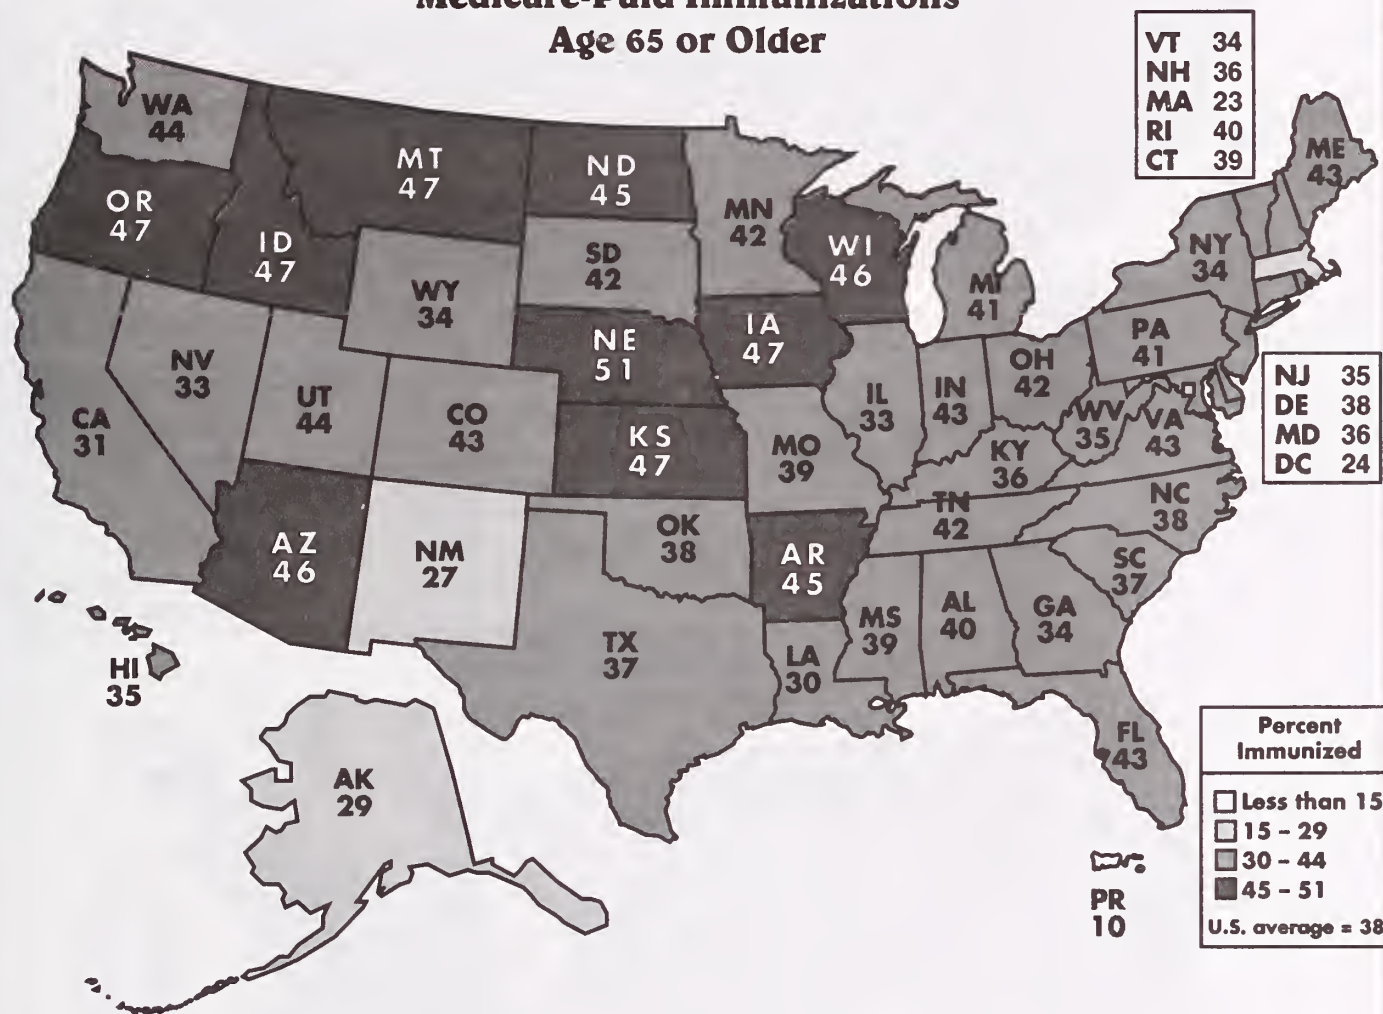 Medicare-Paid Immunizations
Age 65 or Older
VT 34
NH 36
MA 23
RI 40
CT 39
WA
44
MT
47
ND
45
OR
47
ID
47
MN
42
WI
46
ME
43
NY
34
SD
42
WY
34
MI
41
NE
51
IA
47
PA
41
NV
33
UT
44
CO
43
CA
31
IL
33
IN
43
OH
42
NJ 35
DE 38
MD 36
DC 24
KS
47
MO
39
WV
35
VA
43
KY
36
AZ
46
NM
27
OK
38
AR
45
TN
42
NC
38
SC
37
TX
37
MS
39
AL
40
GA
34
LA
30
HI
35
FL
43
AK
29
PR
10
Percent
Immunized
Less than 15
15 - 29
30 - 44
45 - 51
U.S. average = 38